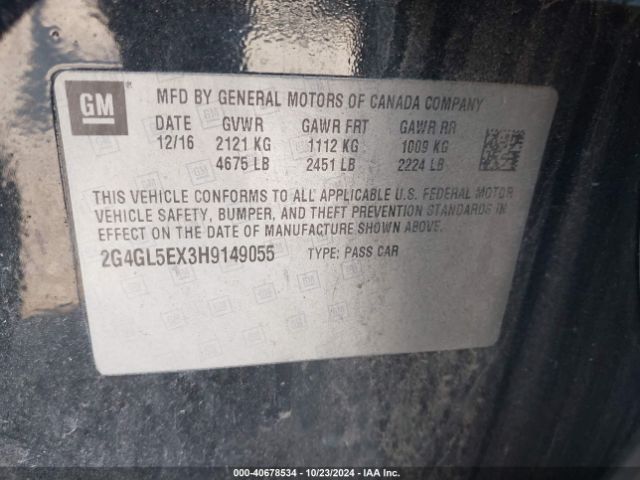 GM
MFD BY GENERAL MOTORS OF CANADA COMPANY
DATE GVWR GAWR FRT GAWR RR
12/16 2121 KG 1112 KG 1009 KG
4675 LB 2451 LB 2224 LB
THIS VEHICLE CONFORMS TO ALL APPLICABLE U.S. FEDERAL MOTOR
VEHICLE SAFETY, BUMPER, AND THEFT PREVENTION STANDARDS IN
EFFECT ON THE DATE OF MANUFACTURE SHOWN ABOVE.
2G4GL5EX3H9149055 TYPE: PASS CAR
000-40678534 | 10/23/2024 | IAA Inc.